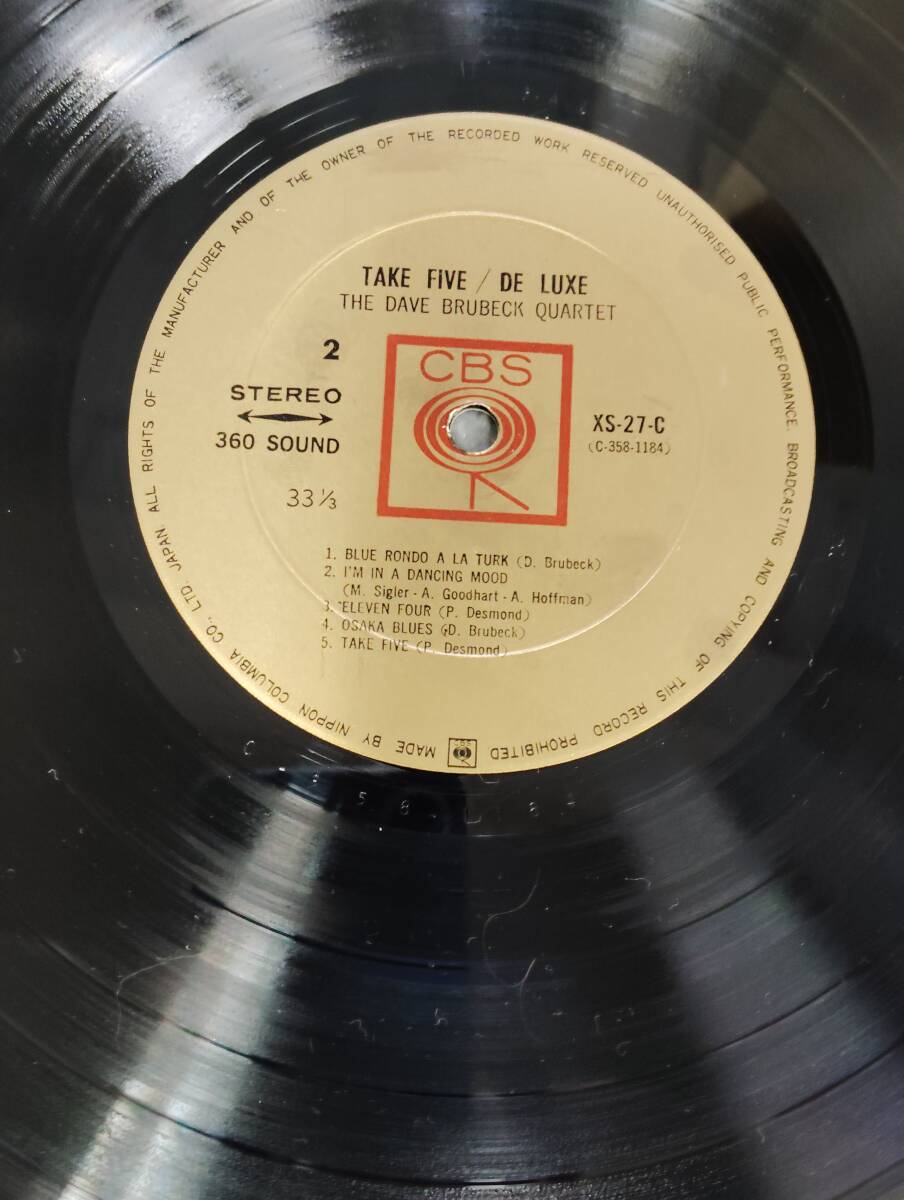 TAKE FIVE / DE LUXE
THE DAVE BRUBECK QUARTET
2
CBS
STEREO
360 SOUND
XS-27-C
(C-358-1184)
33 1/3
1. BLUE RONDO A LA TURK (D. Brubeck)
2. I'M IN A DANCING MOOD
(M. Sigler - A. Goodhart - A. Hoffman)
3. ELEVEN FOUR (P. Desmond)
4. OSAKA BLUES (D. Brubeck)
5. TAKE FIVE (P. Desmond)
MADE BY NIPPON COLUMBIA CO., LTD. JAPAN. ALL RIGHTS OF THE MANUFACTURER AND OF THE OWNER OF THE RECORDED WORK RESERVED UNAUTHORISED PUBLIC PERFORMANCE. BROADCASTING AND COPYING OF THIS RECORD PROHIBITED
CBS